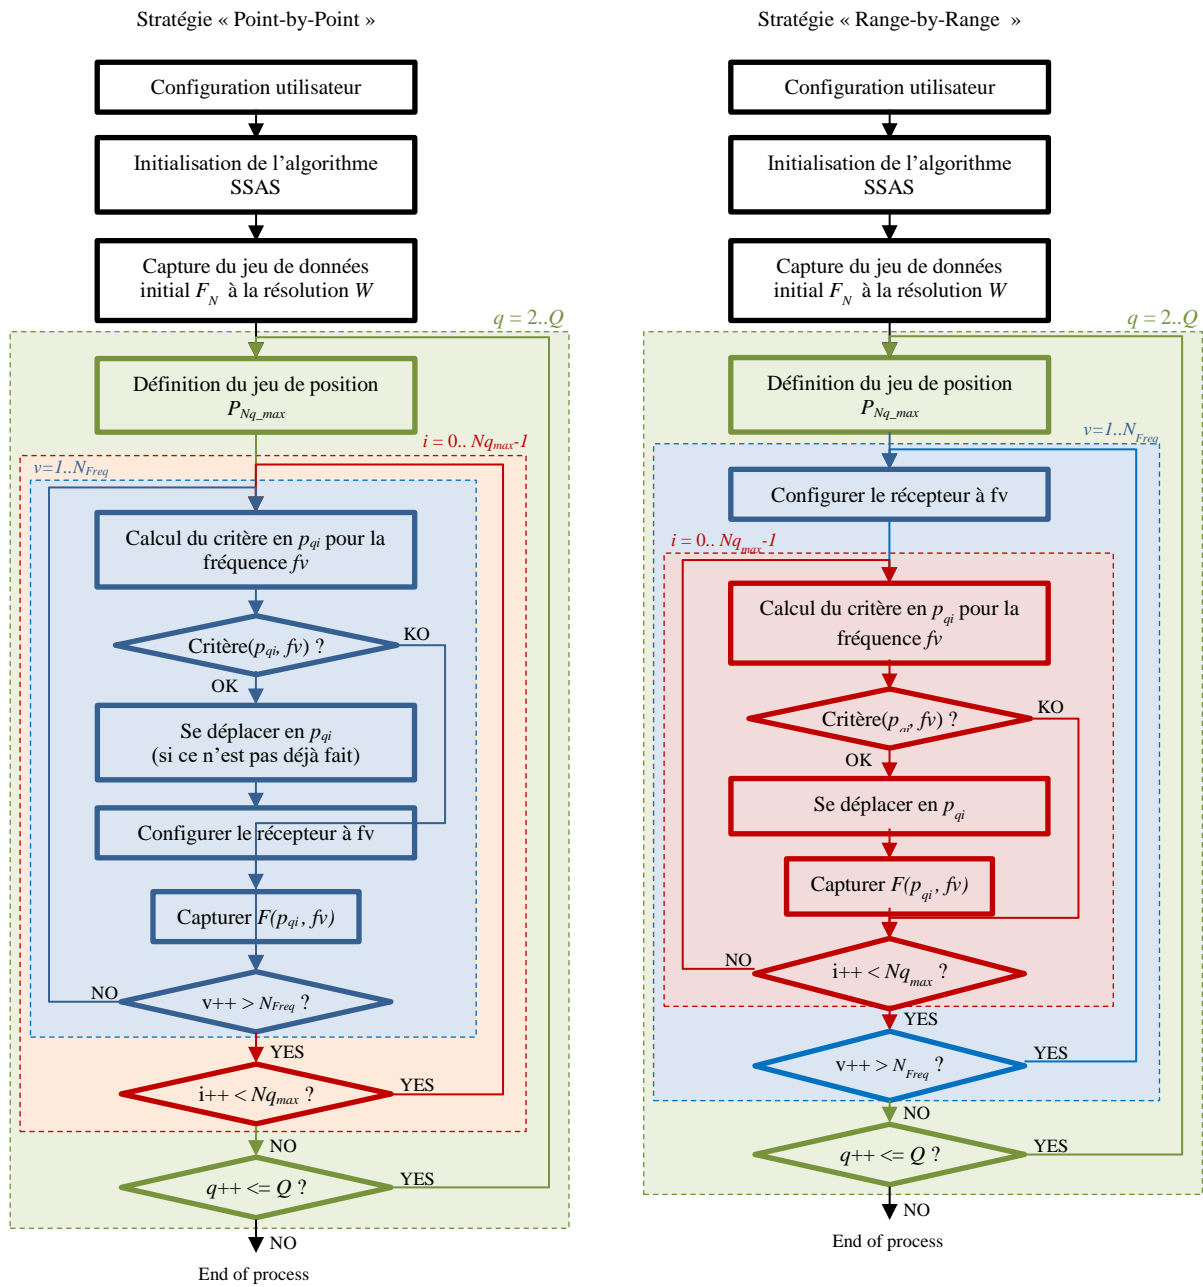 Stratégie « Point-by-Point »
Configuration utilisateur
Initialisation de l'algorithme
SSAS
Capture du jeu de données
initial F_N à la résolution W
q = 2..Q
Définition du jeu de position
P_Nq_max
i = 0.. Nq_max-1
v=1..N_Freq
Calcul du critère en p_qi pour la
fréquence fv
Critère(p_qi, fv) ?
KO
OK
Se déplacer en p_qi
(si ce n'est pas déjà fait)
Configurer le récepteur à fv
Capturer F(p_qi, fv)
NO
v++ > N_Freq ?
YES
i++ < Nq_max ?
YES
NO
q++ <= Q ?
YES
NO
End of process
Stratégie « Range-by-Range »
Configuration utilisateur
Initialisation de l'algorithme
SSAS
Capture du jeu de données
initial F_N à la résolution W
q = 2..Q
Définition du jeu de position
P_Nq_max
v=1..N_Freq
Configurer le récepteur à fv
i = 0.. Nq_max-1
Calcul du critère en p_qi pour la
fréquence fv
Critère(p_qi, fv) ?
KO
OK
Se déplacer en p_qi
Capturer F(p_qi, fv)
NO
i++ < Nq_max ?
YES
v++ > N_Freq ?
YES
NO
q++ <= Q ?
YES
NO
End of process